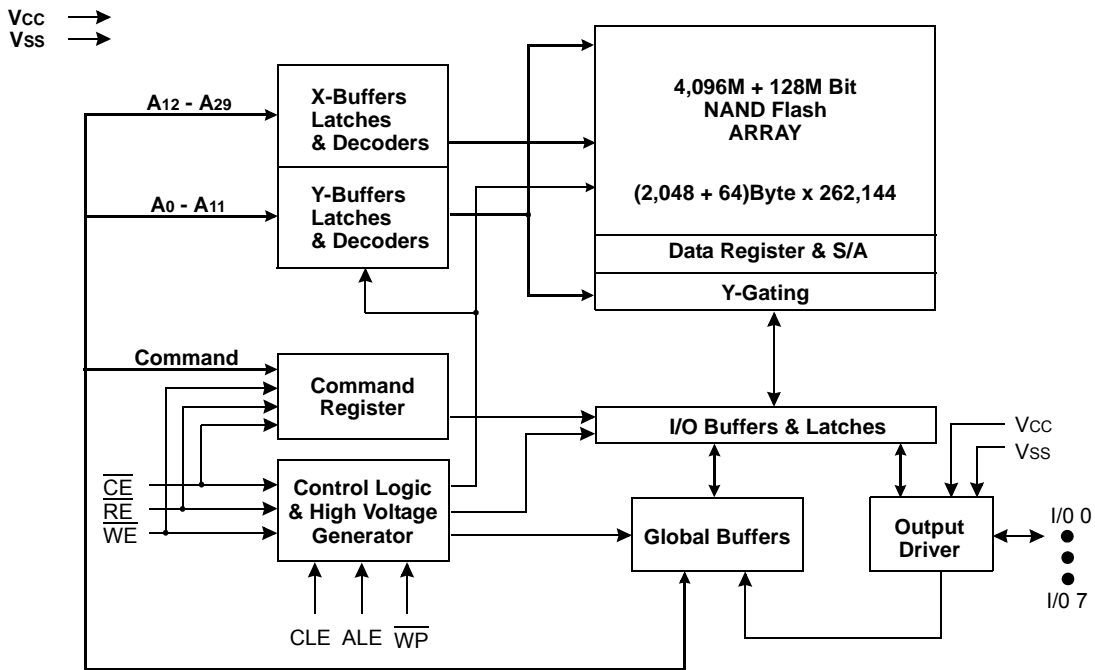 VCC
VSS
A12 - A29
X-Buffers
Latches
& Decoders
A0 - A11
Y-Buffers
Latches
& Decoders
4,096M + 128M Bit
NAND Flash
ARRAY
(2,048 + 64)Byte x 262,144
Data Register & S/A
Y-Gating
Command
Command
Register
I/O Buffers & Latches
VCC
VSS
CE
RE
WE
Control Logic
& High Voltage
Generator
Global Buffers
Output
Driver
I/0 0
I/0 7
CLE
ALE
WP